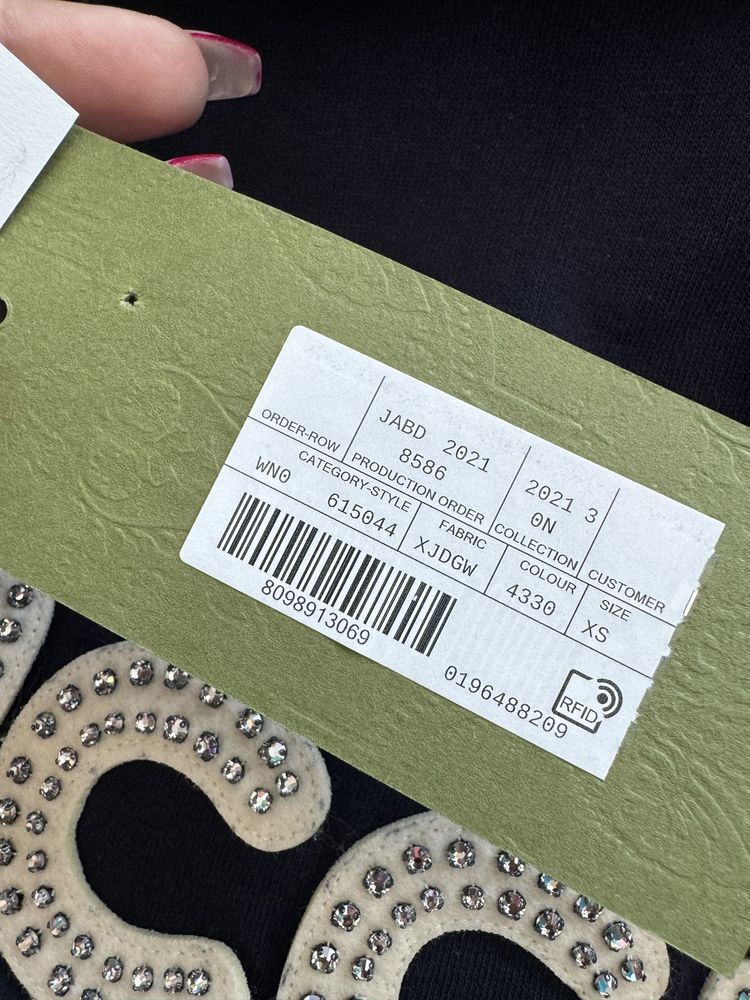 JABD 2021
8586
2021 3
0N
ORDER-ROW
PRODUCTION ORDER
COLLECTION
CUSTOMER
CATEGORY-STYLE
FABRIC
COLOUR
SIZE
WN0
615044
XJDGW
4330
XS
8098913069
0196488209
RFID